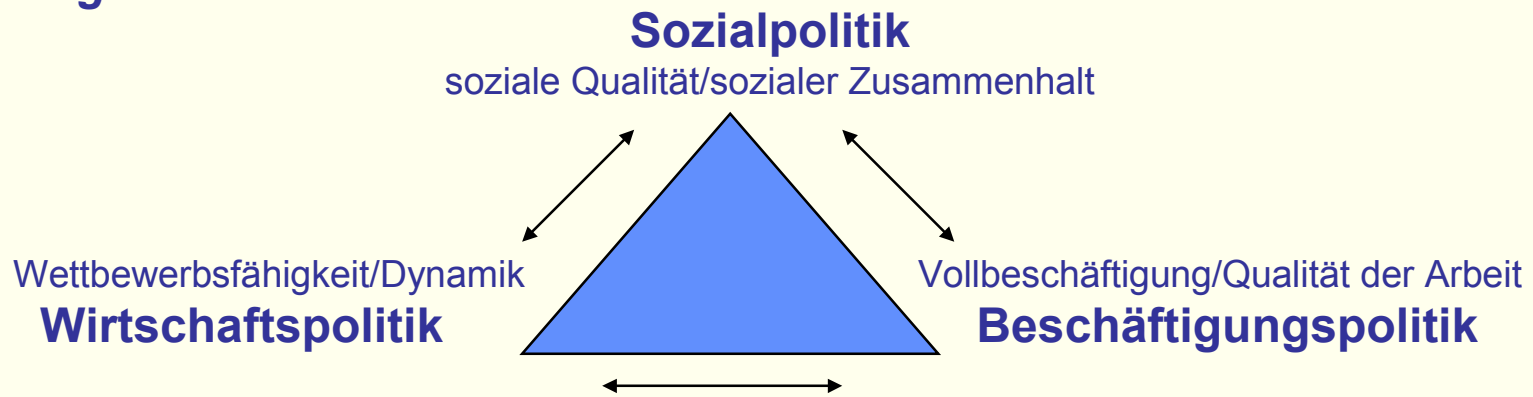 Sozialpolitik
soziale Qualität/sozialer Zusammenhalt
Wettbewerbsfähigkeit/Dynamik
Wirtschaftspolitik
Vollbeschäftigung/Qualität der Arbeit
Beschäftigungspolitik